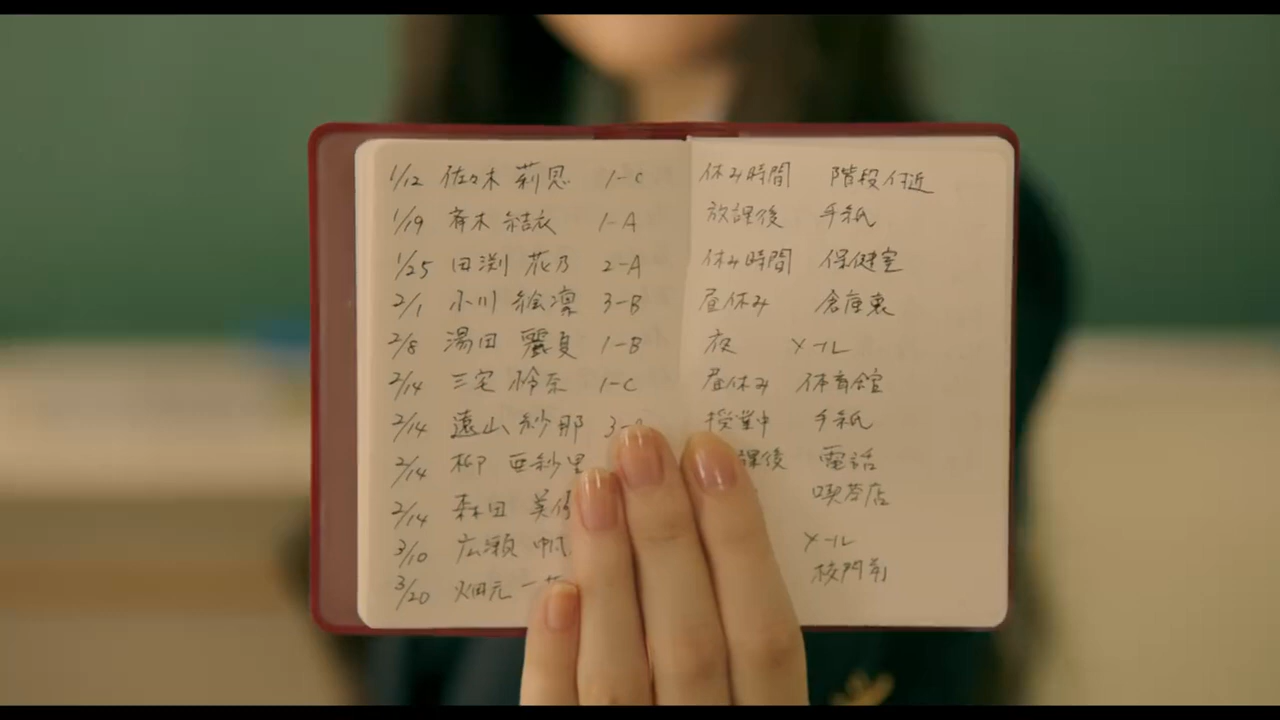 1/12 佐々木 莉恩 1-C 休み時間 階段付近
1/19 斉木 結衣 1-A 放課後 手紙
1/25 田渕 花乃 2-A 休み時間 保健室
2/1 小川 絵凛 3-B 昼休み 倉庫裏
2/8 湯田 麗夏 1-B 夜 メール
2/14 三宅 怜奈 1-C 昼休み 体育館
2/14 遠山 紗那 授業中 手紙
2/14 柳 亜紗里 課後 電話
2/14 森田 喫茶店
3/10 広瀬 メール
3/20 畑元 校門前